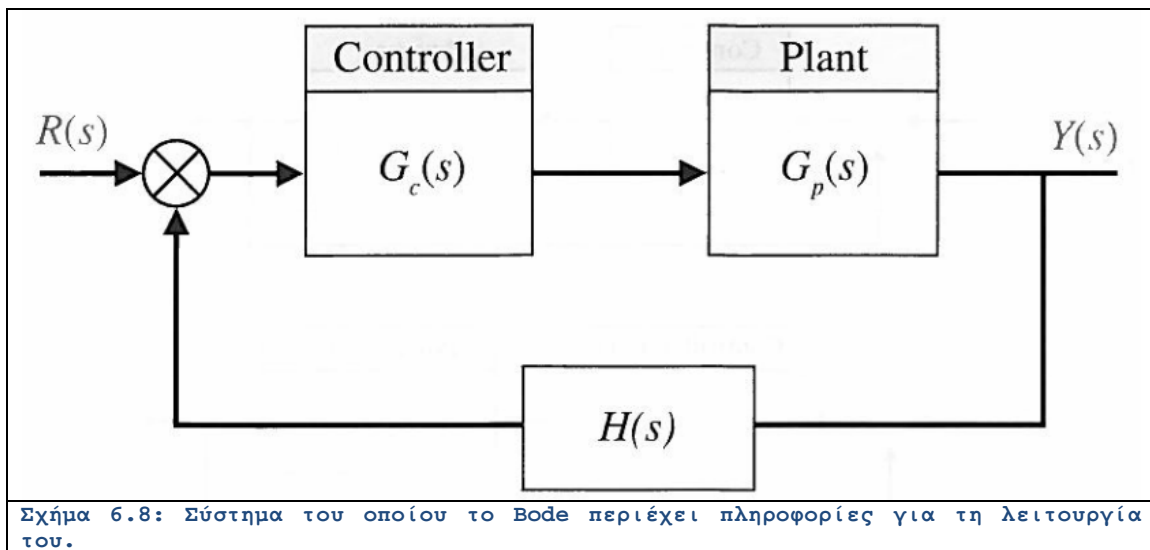 Controller
Plant
R(s)
G_c(s)
G_p(s)
Y(s)
H(s)
Σχήμα 6.8: Σύστημα του οποίου το Bode περιέχει πληροφορίες για τη λειτουργία
του.